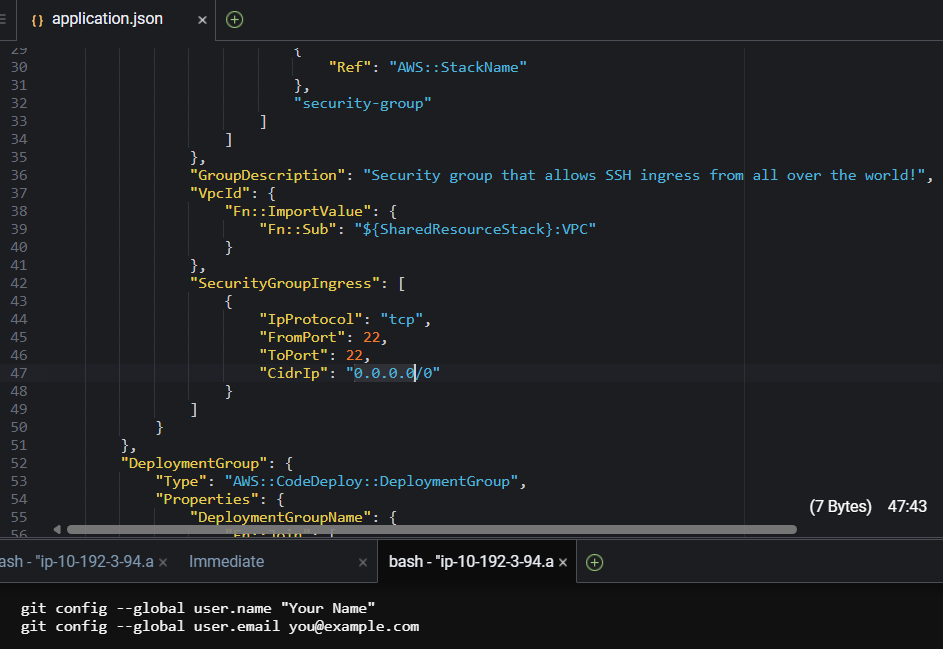 {} application.json ×
29 {
30 "Ref": "AWS::StackName"
31 },
32 "security-group"
33 ]
34 ]
35 },
36 "GroupDescription": "Security group that allows SSH ingress from all over the world!",
37 "VpcId": {
38 "Fn::ImportValue": {
39 "Fn::Sub": "${SharedResourceStack}:VPC"
40 }
41 },
42 "SecurityGroupIngress": [
43 {
44 "IpProtocol": "tcp",
45 "FromPort": 22,
46 "ToPort": 22,
47 "CidrIp": "0.0.0.0/0"
48 }
49 ]
50 }
51 },
52 "DeploymentGroup": {
53 "Type": "AWS::CodeDeploy::DeploymentGroup",
54 "Properties": {
55 "DeploymentGroupName": {
56 "Fn::Join": [
(7 Bytes) 47:43
ash - "ip-10-192-3-94.a × Immediate × bash - "ip-10-192-3-94.a ×
git config --global user.name "Your Name"
git config --global user.email you@example.com